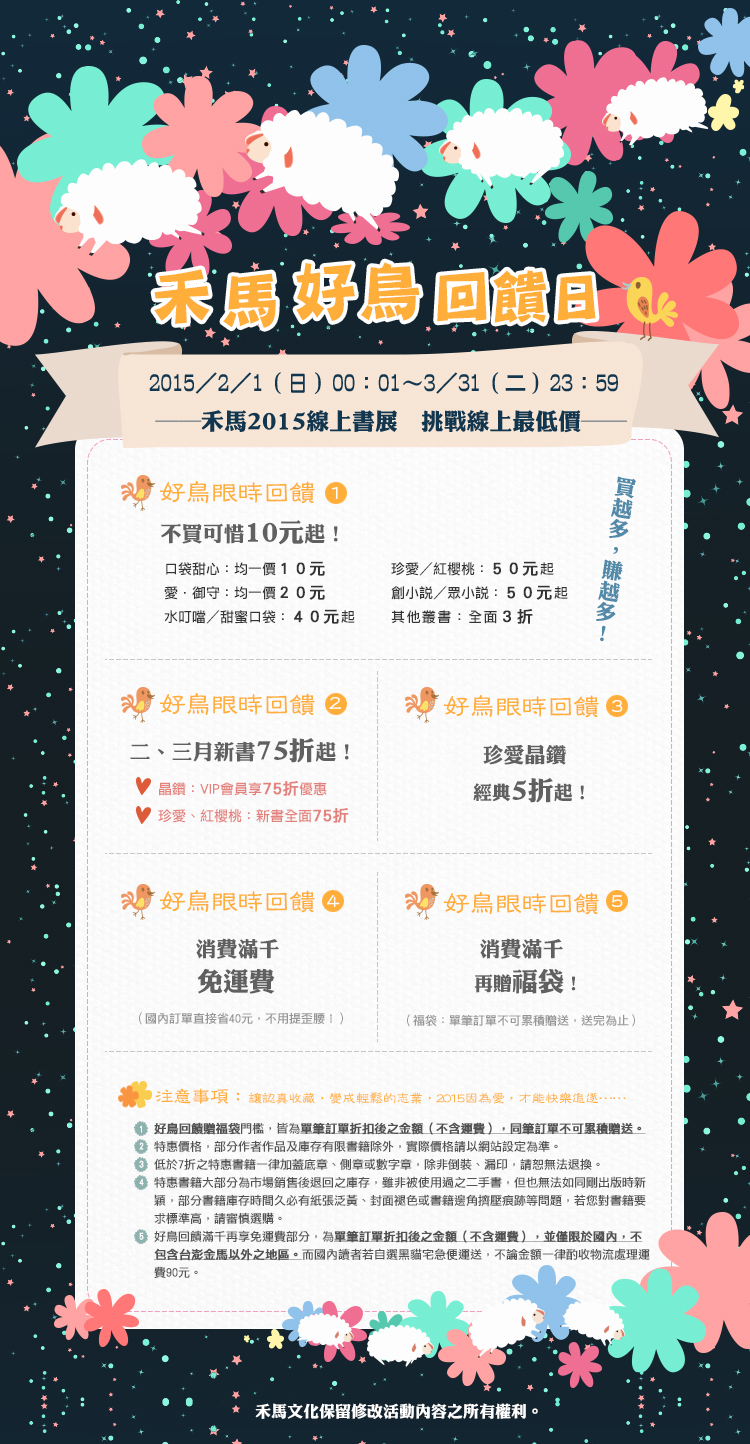 禾馬好鳥回饋日
2015／2／1（日）00：01～3／31（二）23：59
——禾馬2015線上書展　挑戰線上最低價——
好鳥限時回饋 1
不買可惜10元起！
口袋甜心：均一價10元
愛．御守：均一價20元
水叮噹／甜蜜口袋：40元起
珍愛／紅櫻桃：50元起
創小說／眾小說：50元起
其他叢書：全面3折
買越多，賺越多！
好鳥限時回饋 2
二、三月新書75折起！
晶鑽：VIP會員享75折優惠
珍愛、紅櫻桃：新書全面75折
好鳥限時回饋 3
珍愛晶鑽
經典5折起！
好鳥限時回饋 4
消費滿千
免運費
（國內訂單直接省40元，不用提歪腰！）
好鳥限時回饋 5
消費滿千
再贈福袋！
（福袋：單筆訂單不可累積贈送，送完為止）
注意事項：讓認真收藏，變成輕鬆的志業，2015因為愛，才能快樂進遞……
1 好鳥回饋贈福袋門檻，皆為單筆訂單折扣後之金額（不含運費），同筆訂單不可累積贈送。
2 特惠價格，部分作者作品及庫存有限書籍除外，實際價格請以網站設定為準。
3 低於7折之特惠書籍一律加蓋底章、側章或數字章，除非倒裝、漏印，請恕無法退換。
4 特惠書籍大部分為市場銷售後退回之庫存，雖非被使用過之二手書，但也無法如同剛出版時新
穎，部分書籍庫存時間久必有紙張泛黃、封面褪色或書籍邊角擠壓痕跡等問題，若您對書籍要
求標準高，請審慎選購。
5 好鳥回饋滿千再享免運費部分，為單筆訂單折扣後之金額（不含運費），並僅限於國內，不
包含台澎金馬以外之地區。而國內讀者若自選黑貓宅急便運送，不論金額一律酌收物流處理運
費90元。
禾馬文化保留修改活動內容之所有權利。